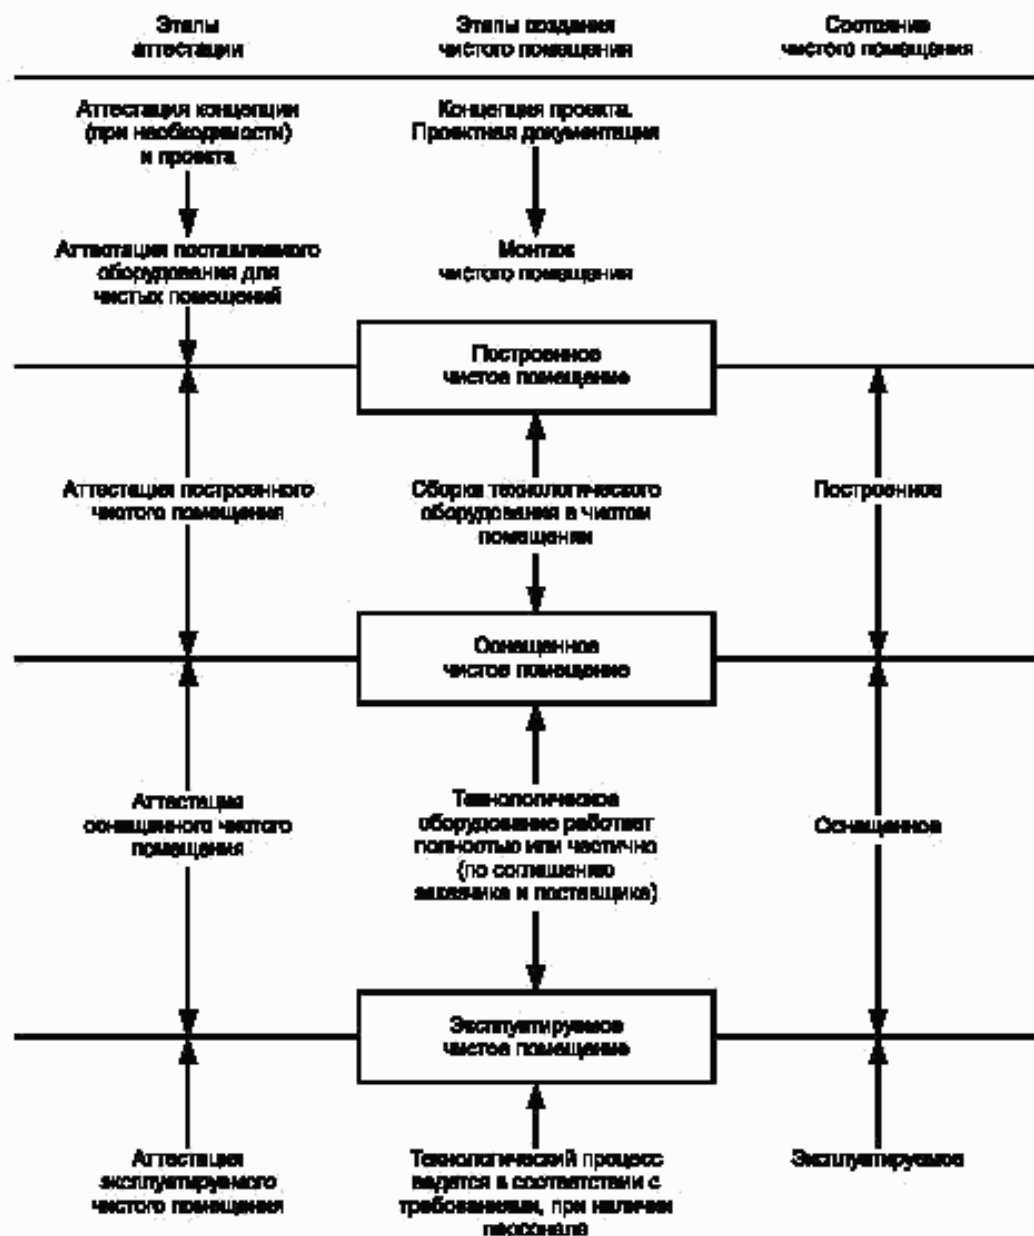 Этапы
аттестации
Этапы создания
чистого помещения
Состояние
чистого помещения
Аттестация концепции
(при необходимости)
и проекта
Концепция проекта.
Проектная документация
Аттестация поставляемого
оборудования для
чистых помещений
Монтаж
чистого помещения
Построенное
чистое помещение
Аттестация построенного
чистого помещения
Сборка технологического
оборудования в чистом
помещении
Построенное
Оснащенное
чистое помещение
Аттестация
оснащенного чистого
помещения
Технологическое
оборудование работает
полностью или частично
(по соглашению
заказчика и поставщика)
Оснащенное
Эксплуатируемое
чистое помещение
Аттестация
эксплуатируемого
чистого помещения
Технологический процесс
ведется в соответствии с
требованиями, при наличии
персонала
Эксплуатируемое